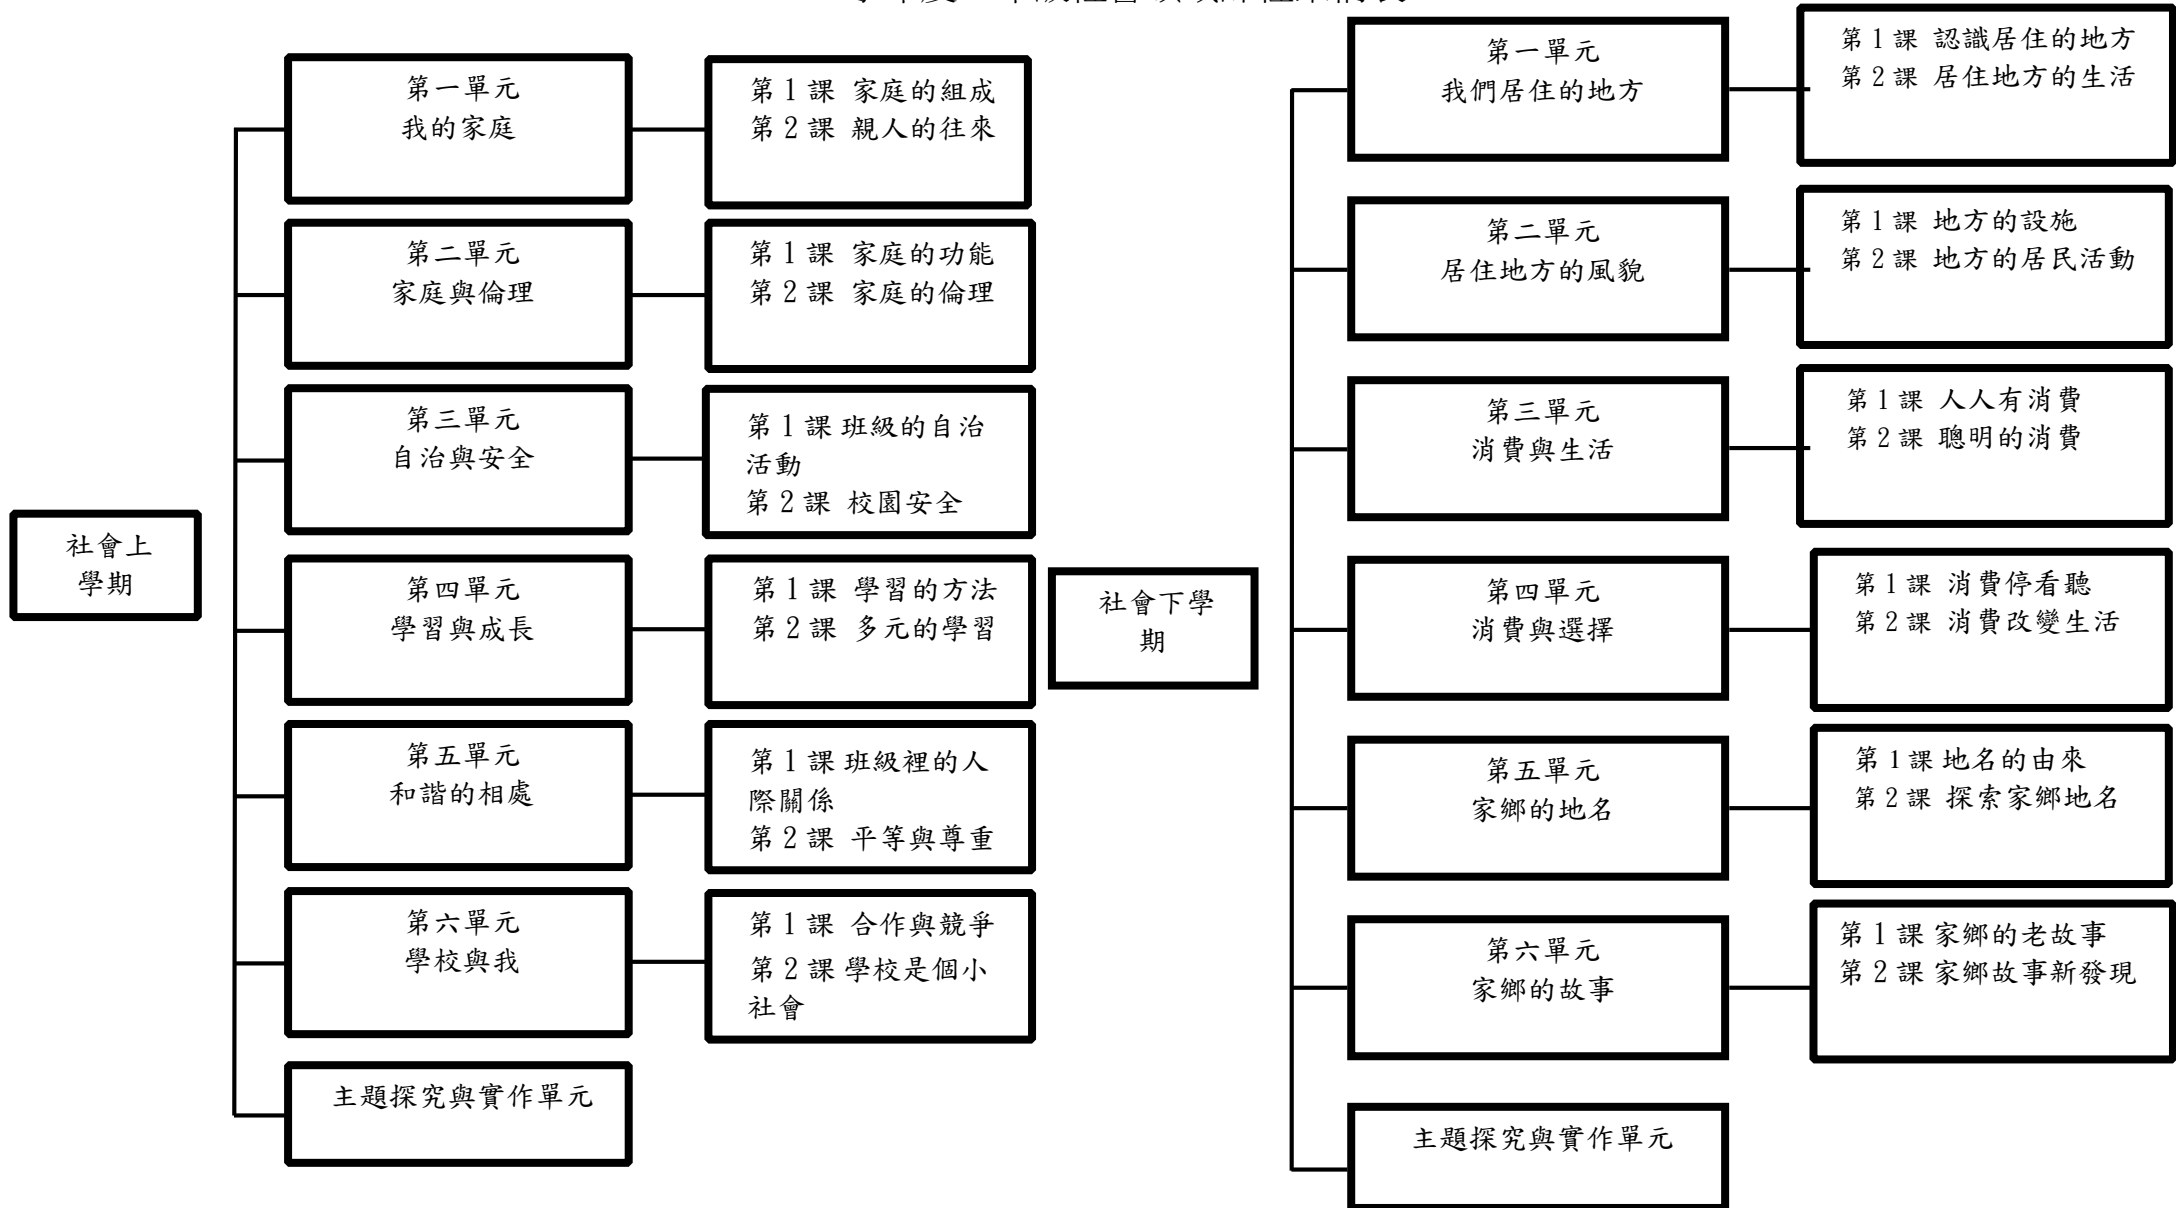 社會上
學期
第一單元
我的家庭
第1課 家庭的組成
第2課 親人的往來
第二單元
家庭與倫理
第1課 家庭的功能
第2課 家庭的倫理
第三單元
自治與安全
第1課 班級的自治
活動
第2課 校園安全
第四單元
學習與成長
第1課 學習的方法
第2課 多元的學習
第五單元
和諧的相處
第1課 班級裡的人
際關係
第2課 平等與尊重
第六單元
學校與我
第1課 合作與競爭
第2課 學校是個小
社會
主題探究與實作單元
社會下學
期
第一單元
我們居住的地方
第1課 認識居住的地方
第2課 居住地方的生活
第二單元
居住地方的風貌
第1課 地方的設施
第2課 地方的居民活動
第三單元
消費與生活
第1課 人人有消費
第2課 聰明的消費
第四單元
消費與選擇
第1課 消費停看聽
第2課 消費改變生活
第五單元
家鄉的地名
第1課 地名的由來
第2課 探索家鄉地名
第六單元
家鄉的故事
第1課 家鄉的老故事
第2課 家鄉故事新發現
主題探究與實作單元